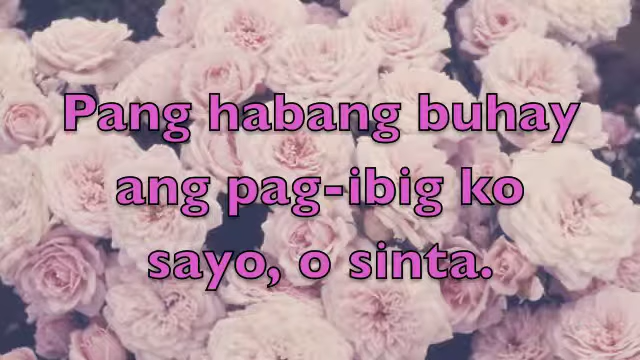 Pang habang buhay
ang pag-ibig ko
sayo, o sinta.